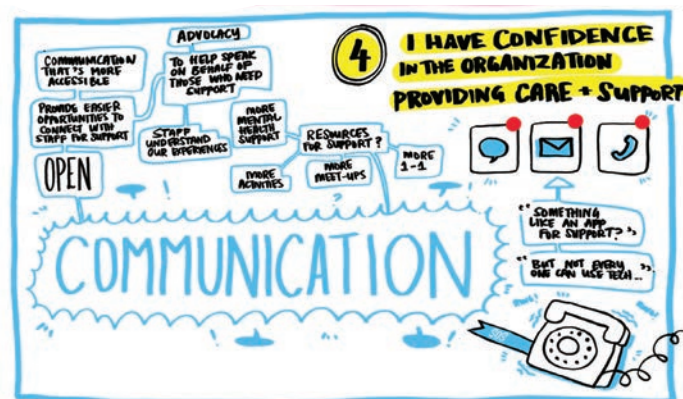 ADVOCACY
COMMUNICATION
THAT'S MORE
ACCESSIBLE
TO HELP SPEAK
ON BEHALF OF
THOSE WHO NEED
SUPPORT
PROVIDE EASIER
OPPORTUNITIES TO
CONNECT WITH
STAFF FOR SUPPORT
STAFF
UNDERSTAND
OUR EXPERIENCES
OPEN
MORE
MENTAL
HEALTH
SUPPORT
RESOURCES
FOR SUPPORT?
MORE
ACTIVITIES
MORE
MEET-UPS
MORE
1-1
COMMUNICATION
4
I HAVE CONFIDENCE
IN THE ORGANIZATION
PROVIDING CARE + SUPPORT
"SOMETHING
LIKE AN APP
FOR SUPPORT?"
"BUT NOT EVERY
ONE CAN USE TECH..."